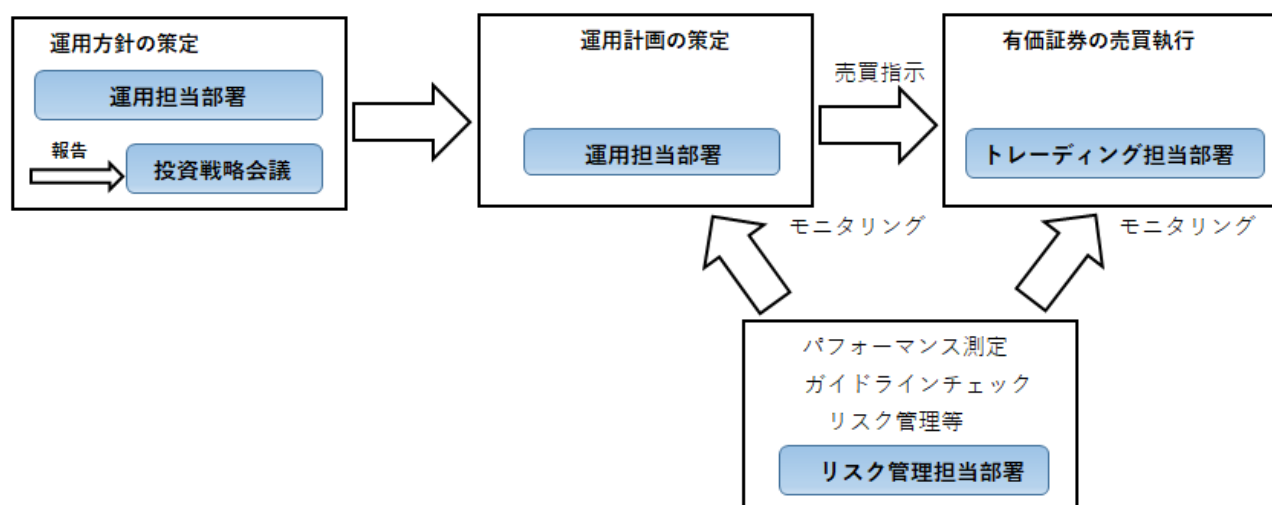 運用方針の策定
運用担当部署
報告
投資戦略会議
運用計画の策定
運用担当部署
売買指示
有価証券の売買執行
トレーディング担当部署
モニタリング
モニタリング
パフォーマンス測定
ガイドラインチェック
リスク管理等
リスク管理担当部署